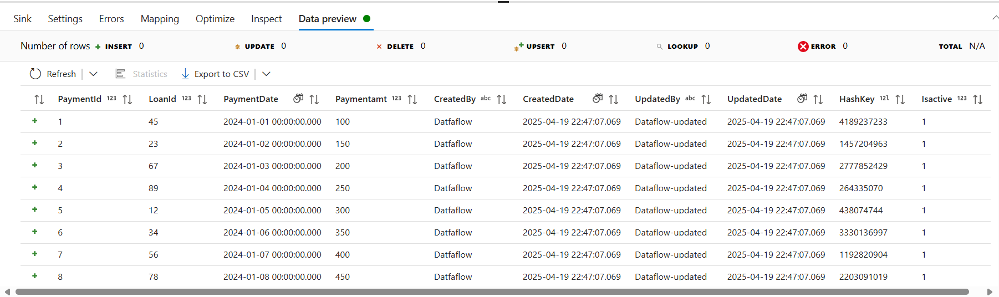 Sink Settings Errors Mapping Optimize Inspect Data preview
Number of rows INSERT 0 UPDATE 0 DELETE 0 UPSERT 0 LOOKUP 0 ERROR 0 TOTAL N/A
Refresh Statistics Export to CSV
PaymentId 123 LoanId 123 PaymentDate Paymentamt 123 CreatedBy abc CreatedDate UpdatedBy abc UpdatedDate HashKey 12l Isactive 123
1 45 2024-01-01 00:00:00.000 100 Datfaflow 2025-04-19 22:47:07.069 Dataflow-updated 2025-04-19 22:47:07.069 4189237233 1
2 23 2024-01-02 00:00:00.000 150 Datfaflow 2025-04-19 22:47:07.069 Dataflow-updated 2025-04-19 22:47:07.069 1457204963 1
3 67 2024-01-03 00:00:00.000 200 Datfaflow 2025-04-19 22:47:07.069 Dataflow-updated 2025-04-19 22:47:07.069 2777852429 1
4 89 2024-01-04 00:00:00.000 250 Datfaflow 2025-04-19 22:47:07.069 Dataflow-updated 2025-04-19 22:47:07.069 264335070 1
5 12 2024-01-05 00:00:00.000 300 Datfaflow 2025-04-19 22:47:07.069 Dataflow-updated 2025-04-19 22:47:07.069 438074744 1
6 34 2024-01-06 00:00:00.000 350 Datfaflow 2025-04-19 22:47:07.069 Dataflow-updated 2025-04-19 22:47:07.069 3330136997 1
7 56 2024-01-07 00:00:00.000 400 Datfaflow 2025-04-19 22:47:07.069 Dataflow-updated 2025-04-19 22:47:07.069 1192820904 1
8 78 2024-01-08 00:00:00.000 450 Datfaflow 2025-04-19 22:47:07.069 Dataflow-updated 2025-04-19 22:47:07.069 2203091019 1